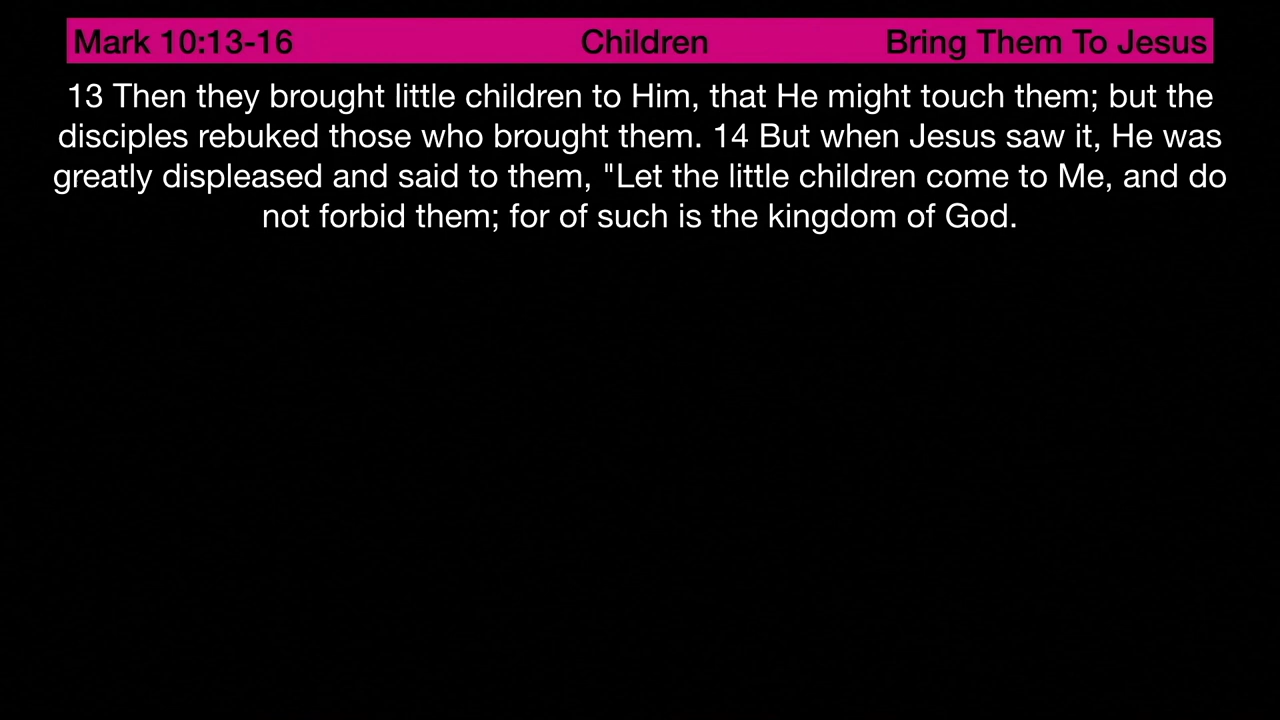 Mark 10:13-16 Children Bring Them To Jesus
13 Then they brought little children to Him, that He might touch them; but the
disciples rebuked those who brought them. 14 But when Jesus saw it, He was
greatly displeased and said to them, "Let the little children come to Me, and do
not forbid them; for of such is the kingdom of God.